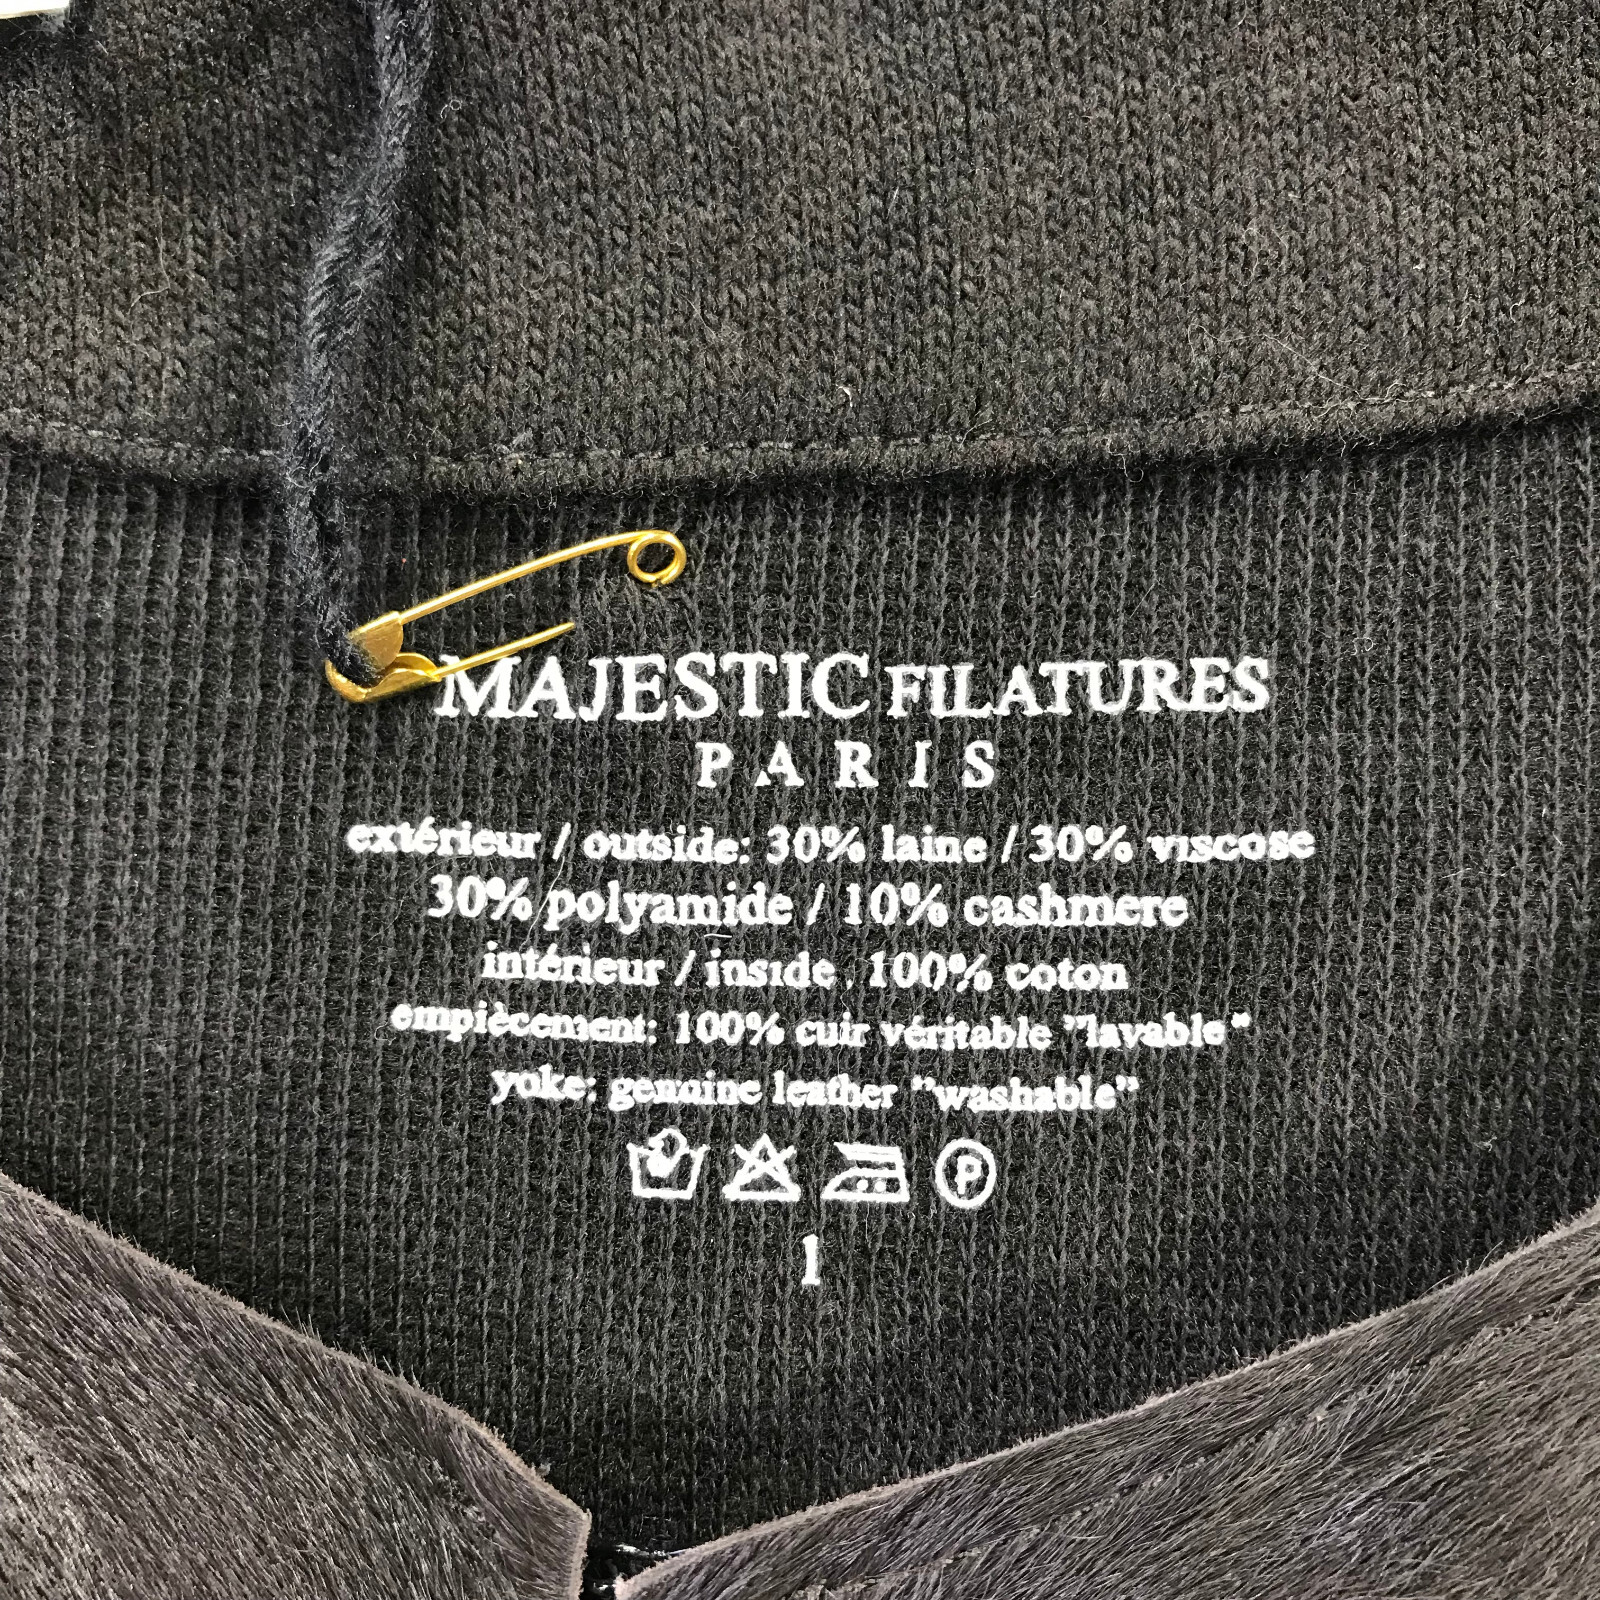 MAJESTIC FILATURES
PARIS
extérieur / outside: 30% laine / 30% viscose
30% polyamide / 10% cashmere
intérieur / inside. 100% coton
empiècement: 100% cuir véritable "lavable"
yoke: genuine leather "washable"
P
1